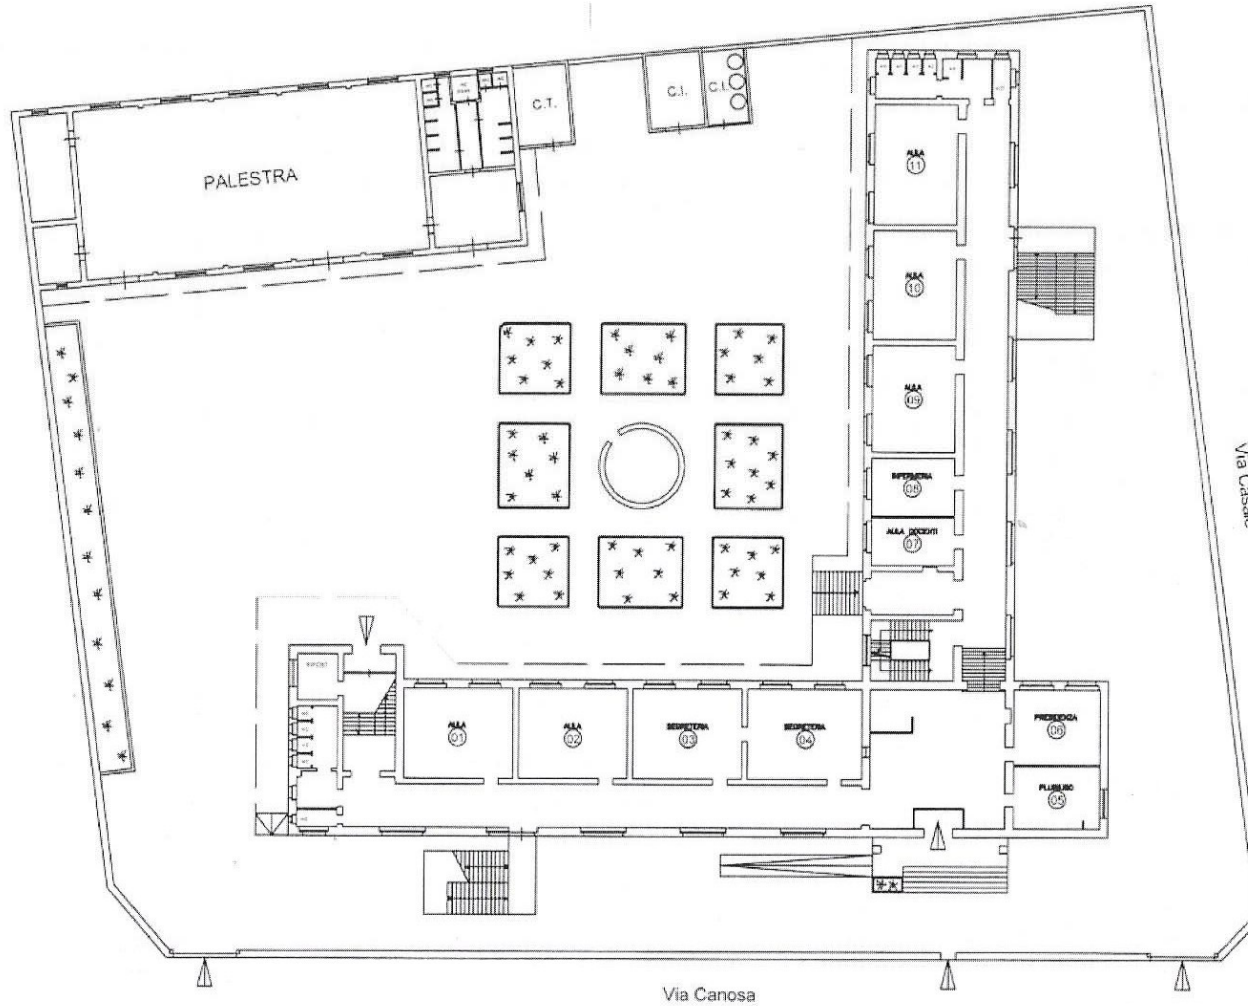 C.T.
C.I.
C.I.
PALESTRA
AULA
11
AULA
10
AULA
09
INFERMERIA
08
AULA DOCENTI
07
AULA
01
AULA
02
SEGRETERIA
03
SEGRETERIA
04
PRESIDENZA
06
PLURIUSO
05
Via Canosa